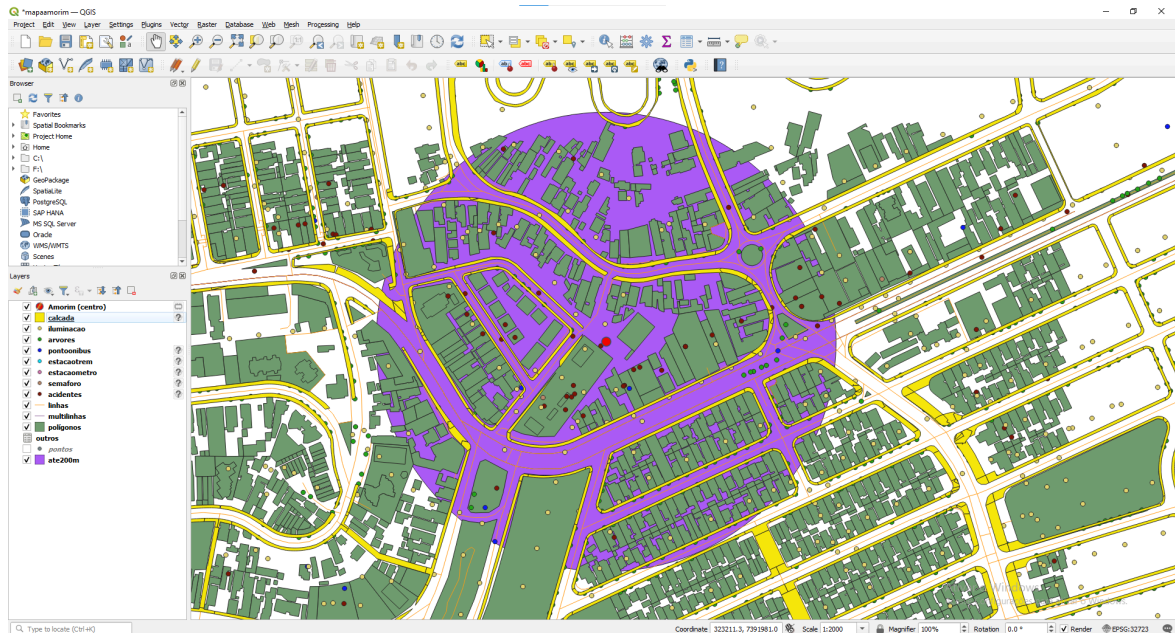 *mapaamorim — QGIS
Project Edit View Layer Settings Plugins Vector Raster Database Web Mesh Processing Help
Browser
Favorites
Spatial Bookmarks
Project Home
Home
C:\
F:\
GeoPackage
SpatiaLite
PostgreSQL
SAP HANA
MS SQL Server
Oracle
WMS/WMTS
Scenes
Layers
Amorim (centro)
calcada
iluminacao
arvores
pontoonibus
estacaotrem
estacaometro
semaforo
acidentes
linhas
multilinhas
poligonos
outros
pontos
ate200m
Type to locate (Ctrl+K)
Coordinate 323211.3, 7391981.0 Scale 1:2000 Magnifier 100% Rotation 0.0 ° Render EPSG:32723